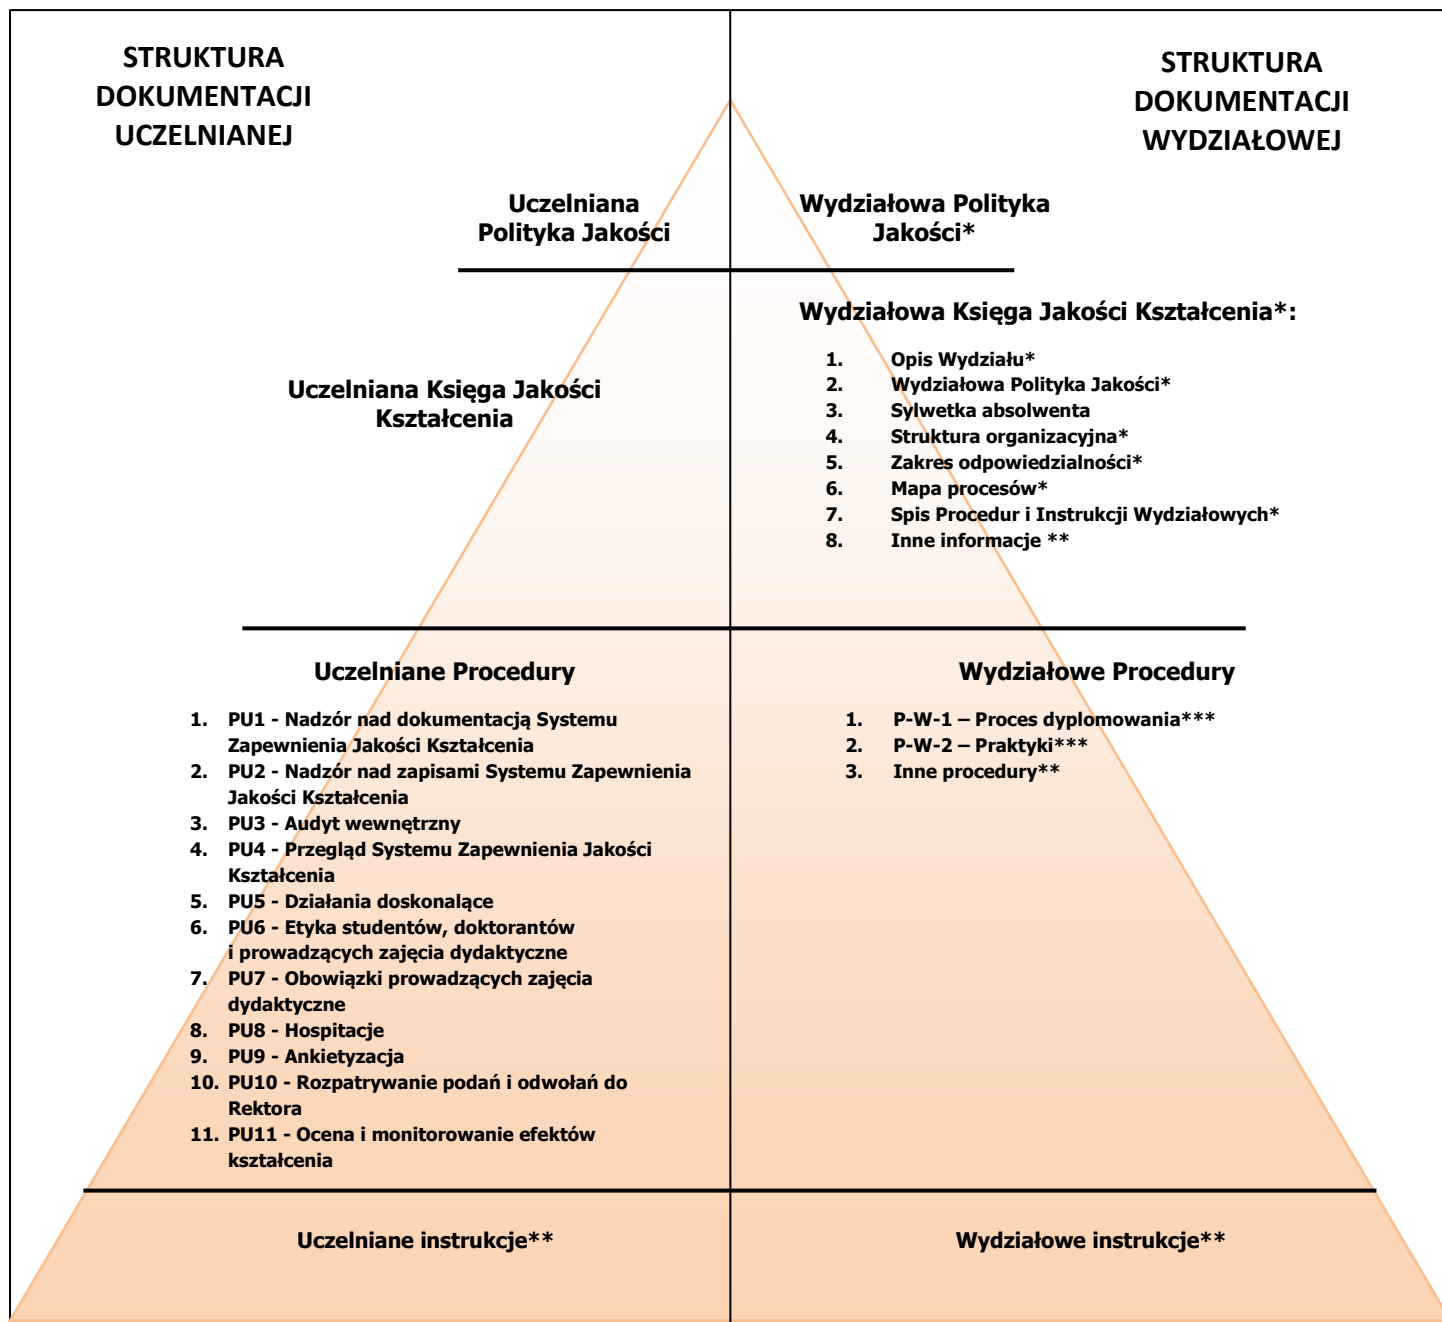 STRUKTURA
DOKUMENTACJI
UCZELNIANEJ
STRUKTURA
DOKUMENTACJI
WYDZIAŁOWEJ
Uczelniana
Polityka Jakości
Wydziałowa Polityka
Jakości*
Uczelniana Księga Jakości
Kształcenia
Wydziałowa Księga Jakości Kształcenia*:
1. Opis Wydziału*
2. Wydziałowa Polityka Jakości*
3. Sylwetka absolwenta
4. Struktura organizacyjna*
5. Zakres odpowiedzialności*
6. Mapa procesów*
7. Spis Procedur i Instrukcji Wydziałowych*
8. Inne informacje **
Uczelniane Procedury
1. PU1 - Nadzór nad dokumentacją Systemu
Zapewnienia Jakości Kształcenia
2. PU2 - Nadzór nad zapisami Systemu Zapewnienia
Jakości Kształcenia
3. PU3 - Audyt wewnętrzny
4. PU4 - Przegląd Systemu Zapewnienia Jakości
Kształcenia
5. PU5 - Działania doskonalące
6. PU6 - Etyka studentów, doktorantów
i prowadzących zajęcia dydaktyczne
7. PU7 - Obowiązki prowadzących zajęcia
dydaktyczne
8. PU8 - Hospitacje
9. PU9 - Ankietyzacja
10. PU10 - Rozpatrywanie podań i odwołań do
Rektora
11. PU11 - Ocena i monitorowanie efektów
kształcenia
Wydziałowe Procedury
1. P-W-1 – Proces dyplomowania***
2. P-W-2 – Praktyki***
3. Inne procedury**
Uczelniane instrukcje**
Wydziałowe instrukcje**